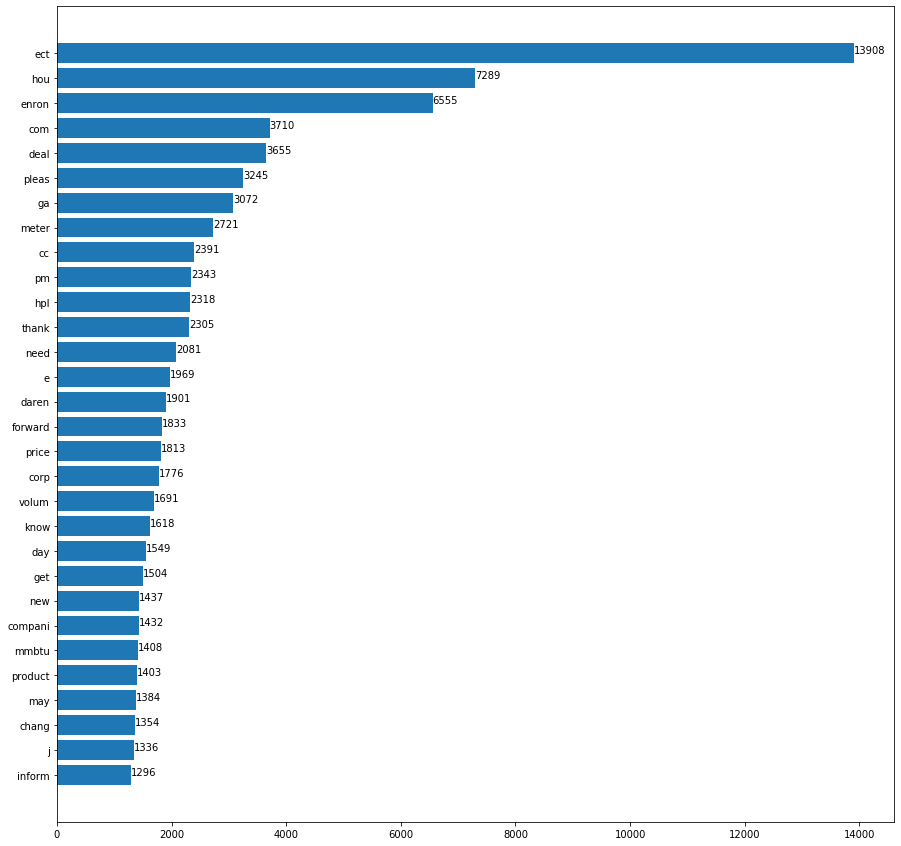 ect 13908
hou 7289
enron 6555
com 3710
deal 3655
pleas 3245
ga 3072
meter 2721
cc 2391
pm 2343
hpl 2318
thank 2305
need 2081
e 1969
daren 1901
forward 1833
price 1813
corp 1776
volum 1691
know 1618
day 1549
get 1504
new 1437
compani 1432
mmbtu 1408
product 1403
may 1384
chang 1354
j 1336
inform 1296
0 2000 4000 6000 8000 10000 12000 14000